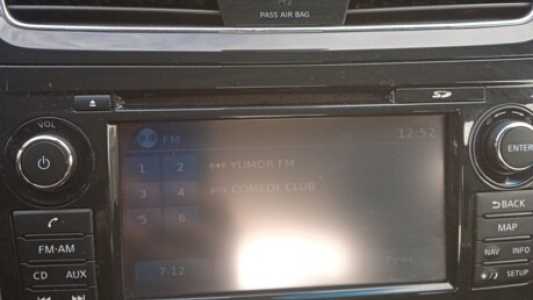 PASS AIR BAG
SD
VOL
FM 12:52
1 2 YUMOR FM
3 4 COMEDY CLUB
5 6
7-12
ENTER
BACK
MAP
NAV INFO
SETUP
FM·AM
CD AUX